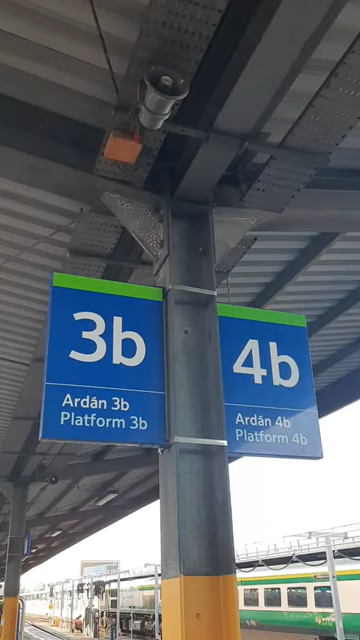 3b
Ardán 3b
Platform 3b
4b
Ardán 4b
Platform 4b